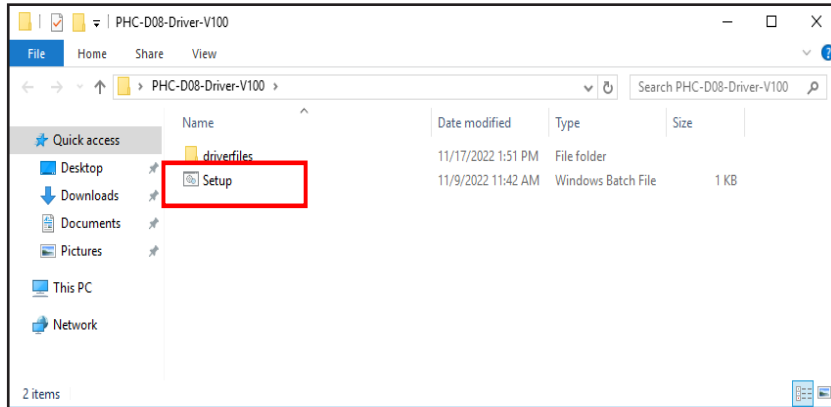 PHC-D08-Driver-V100
File Home Share View
PHC-D08-Driver-V100
Search PHC-D08-Driver-V100
Name Date modified Type Size
Quick access
driverfiles 11/17/2022 1:51 PM File folder
Desktop
Setup 11/9/2022 11:42 AM Windows Batch File 1 KB
Downloads
Documents
Pictures
This PC
Network
2 items